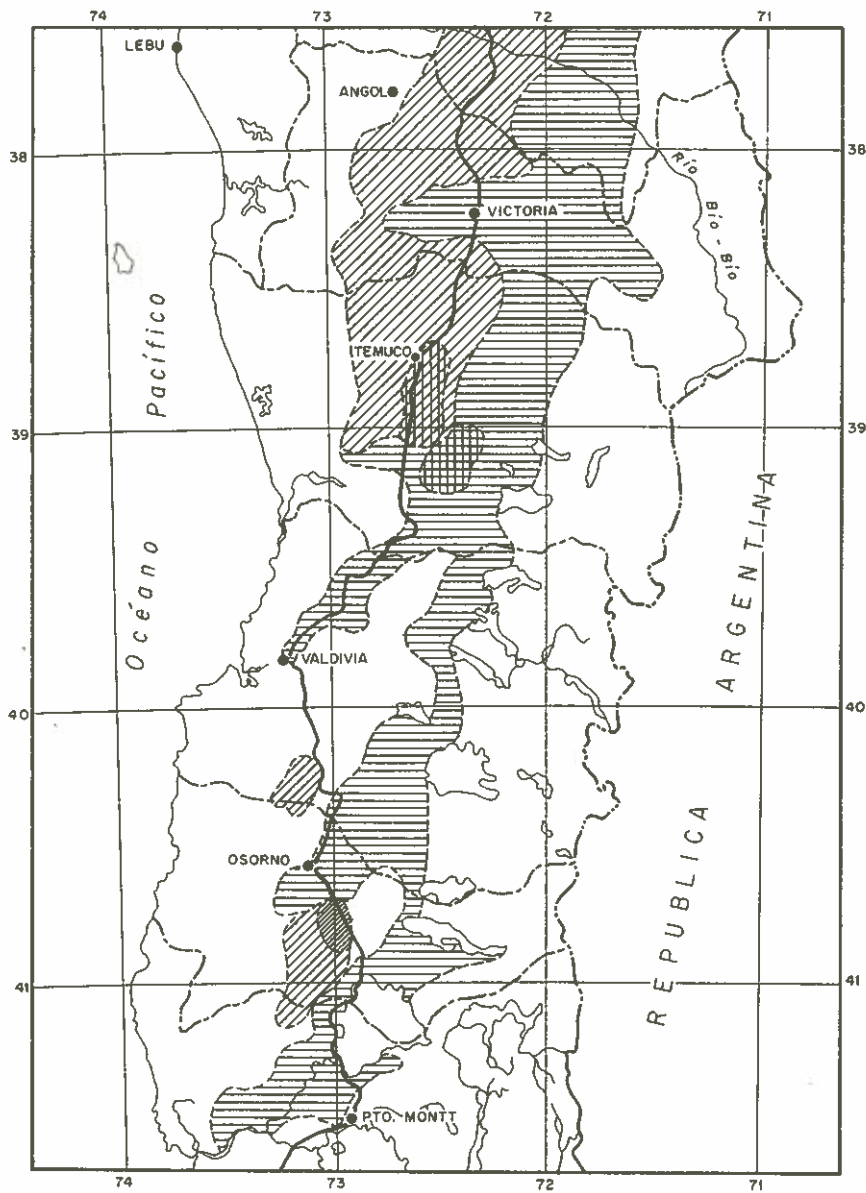 74 73 72 71
LEBU
ANGOL
38 38
Río Bío-Bío
VICTORIA
Pacífico
TEMUCO
39 39
ARGENTINA
Océano
VALDIVIA
40 40
OSORNO
REPUBLICA
41 41
PTO. MONTT
74 73 72 71